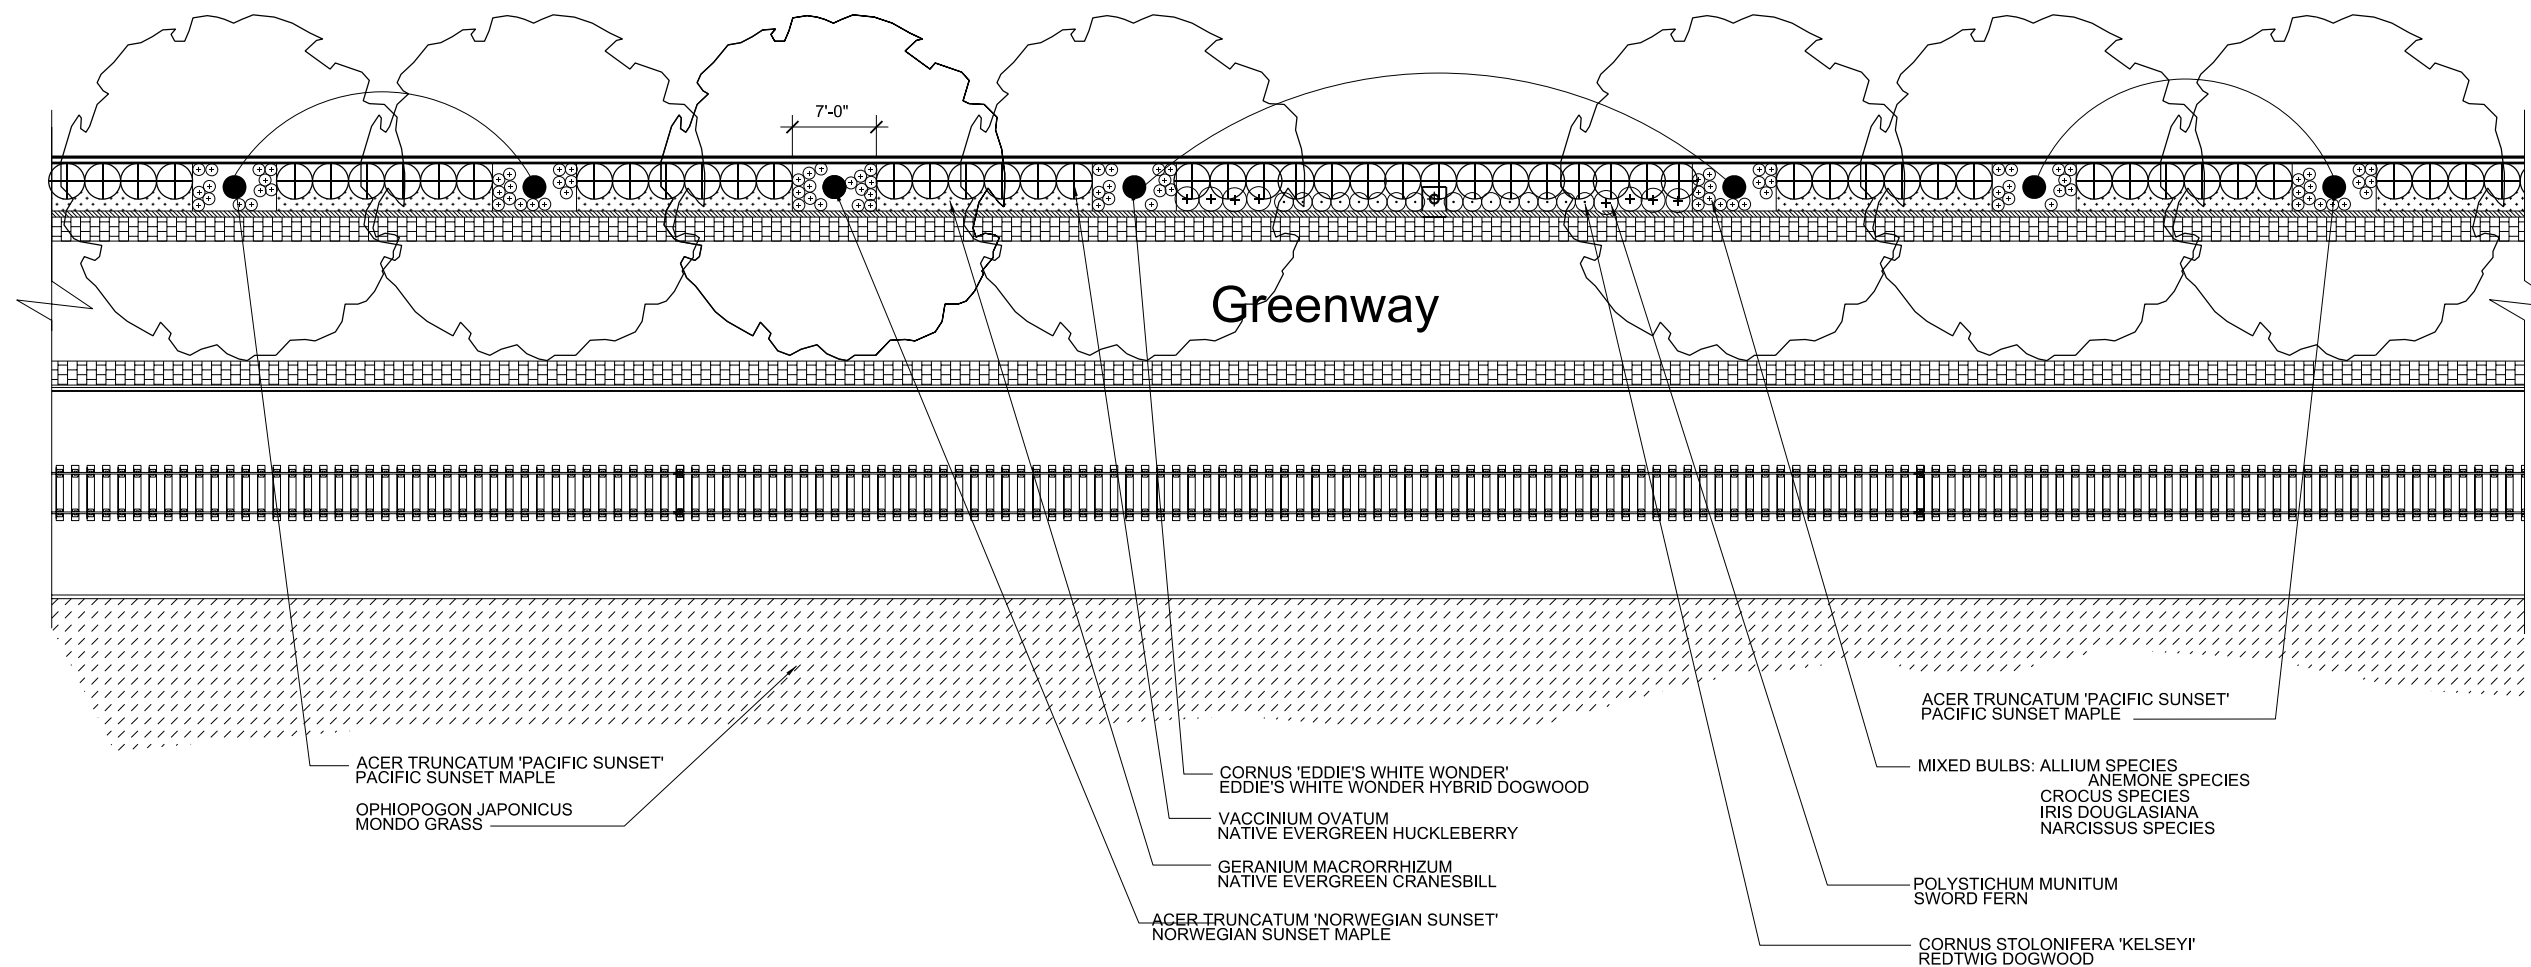 7'-0"
Greenway
ACER TRUNCATUM 'PACIFIC SUNSET'
PACIFIC SUNSET MAPLE
OPHIOPOGON JAPONICUS
MONDO GRASS
CORNUS 'EDDIE'S WHITE WONDER'
EDDIE'S WHITE WONDER HYBRID DOGWOOD
VACCINIUM OVATUM
NATIVE EVERGREEN HUCKLEBERRY
GERANIUM MACRORRHIZUM
NATIVE EVERGREEN CRANESBILL
ACER TRUNCATUM 'NORWEGIAN SUNSET'
NORWEGIAN SUNSET MAPLE
ACER TRUNCATUM 'PACIFIC SUNSET'
PACIFIC SUNSET MAPLE
MIXED BULBS: ALLIUM SPECIES
ANEMONE SPECIES
CROCUS SPECIES
IRIS DOUGLASIANA
NARCISSUS SPECIES
POLYSTICHUM MUNITUM
SWORD FERN
CORNUS STOLONIFERA 'KELSEYI'
REDTWIG DOGWOOD